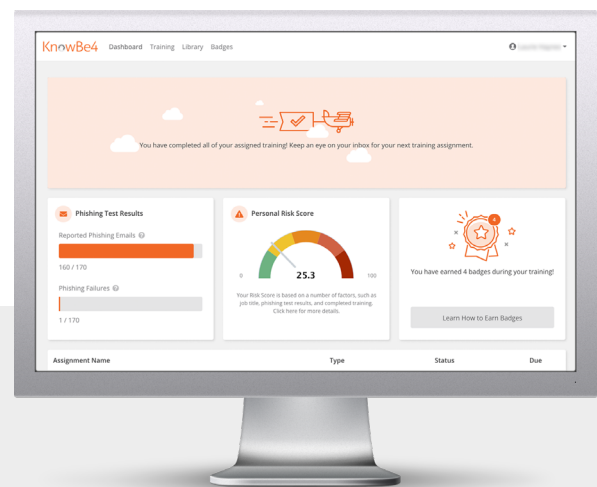 KnowBe4 Dashboard Training Library Badges
You have completed all of your assigned training! Keep an eye on your inbox for your next training assignment.
Phishing Test Results
Reported Phishing Emails
160 / 170
Phishing Failures
1 / 170
Personal Risk Score
0 25.3 100
Your Risk Score is based on a number of factors, such as
job title, phishing test results, and completed training.
Click here for more details.
4
You have earned 4 badges during your training!
Learn How to Earn Badges
Assignment Name Type Status Due